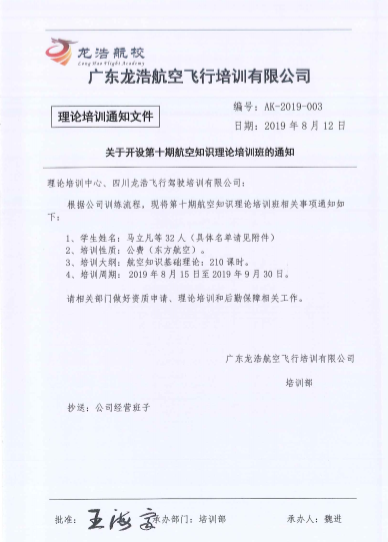 龙浩航校
Long Hao Flight Academy
广东龙浩航空飞行培训有限公司
编号：AK-2019-003
理论培训通知文件
日期：2019 年 8 月 12 日
关于开设第十期航空知识理论培训班的通知
理论培训中心、四川龙浩飞行驾驶培训有限公司：
根据公司训练流程，现将第十期航空知识理论培训班相关事项通知如
下：
1、学生姓名：马立凡等 32 人（具体名单请见附件）
2、培训性质：公费（东方航空）。
3、培训大纲：航空知识基础理论：210 课时。
4、培训周期： 2019 年 8 月 15 日至 2019 年 9 月 30 日。
请相关部门做好资质申请、理论培训和后勤保障相关工作。
广东龙浩航空飞行培训有限公司
培训部
抄送：公司经营班子
批准： 王海 承办部门：培训部 承办人：魏进